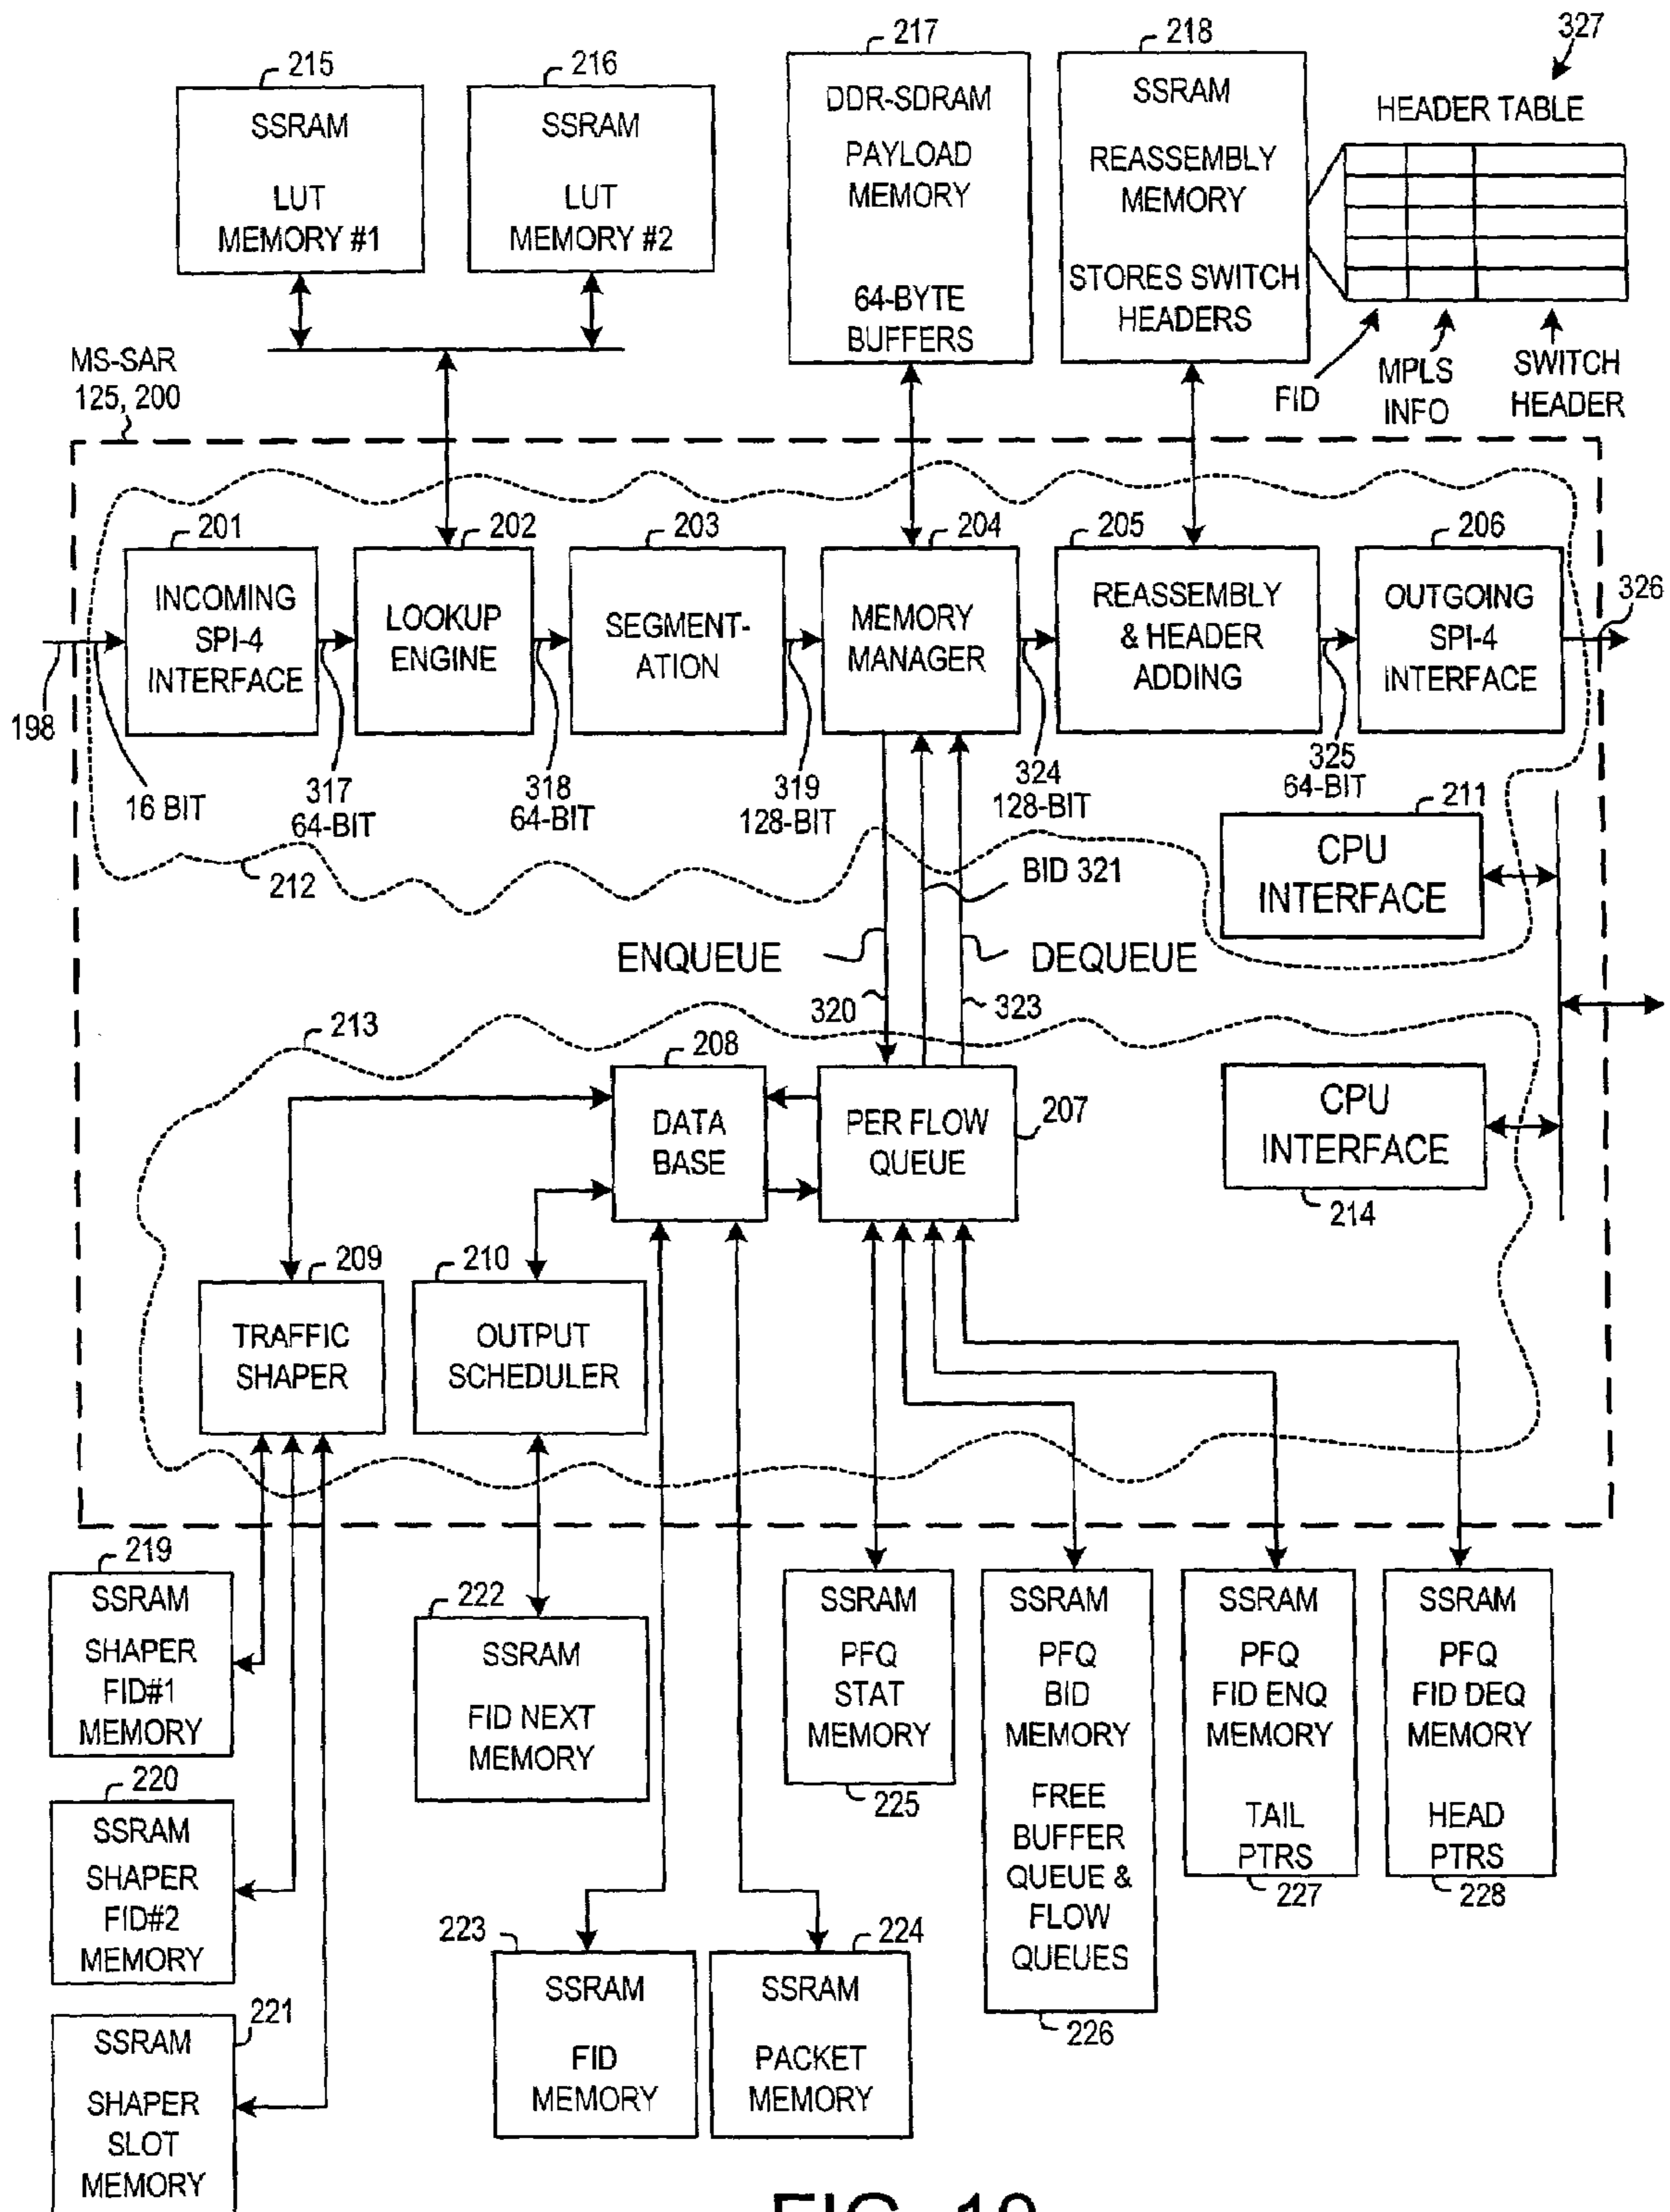 217
218
327
215
216
DDR-SDRAM
PAYLOAD
MEMORY
64-BYTE
BUFFERS
SSRAM
REASSEMBLY
MEMORY
STORES SWITCH
HEADERS
HEADER TABLE
SSRAM
LUT
MEMORY #1
SSRAM
LUT
MEMORY #2
FID
MPLS
INFO
SWITCH
HEADER
MS-SAR
125, 200
201
202
203
204
205
206
INCOMING
SPI-4
INTERFACE
LOOKUP
ENGINE
SEGMENT-
ATION
MEMORY
MANAGER
REASSEMBLY
& HEADER
ADDING
OUTGOING
SPI-4
INTERFACE
326
198
16 BIT
317
64-BIT
318
64-BIT
319
128-BIT
324
128-BIT
325
64-BIT
211
CPU
INTERFACE
212
BID 321
ENQUEUE
DEQUEUE
320
323
213
208
DATA
BASE
PER FLOW
QUEUE
207
CPU
INTERFACE
214
209
210
TRAFFIC
SHAPER
OUTPUT
SCHEDULER
219
SSRAM
SHAPER
FID#1
MEMORY
222
SSRAM
FID NEXT
MEMORY
SSRAM
PFQ
STAT
MEMORY
225
SSRAM
PFQ
BID
MEMORY
FREE
BUFFER
QUEUE &
FLOW
QUEUES
226
SSRAM
PFQ
FID ENQ
MEMORY
TAIL
PTRS
227
SSRAM
PFQ
FID DEQ
MEMORY
HEAD
PTRS
228
220
SSRAM
SHAPER
FID#2
MEMORY
223
SSRAM
FID
MEMORY
224
SSRAM
PACKET
MEMORY
221
SSRAM
SHAPER
SLOT
MEMORY